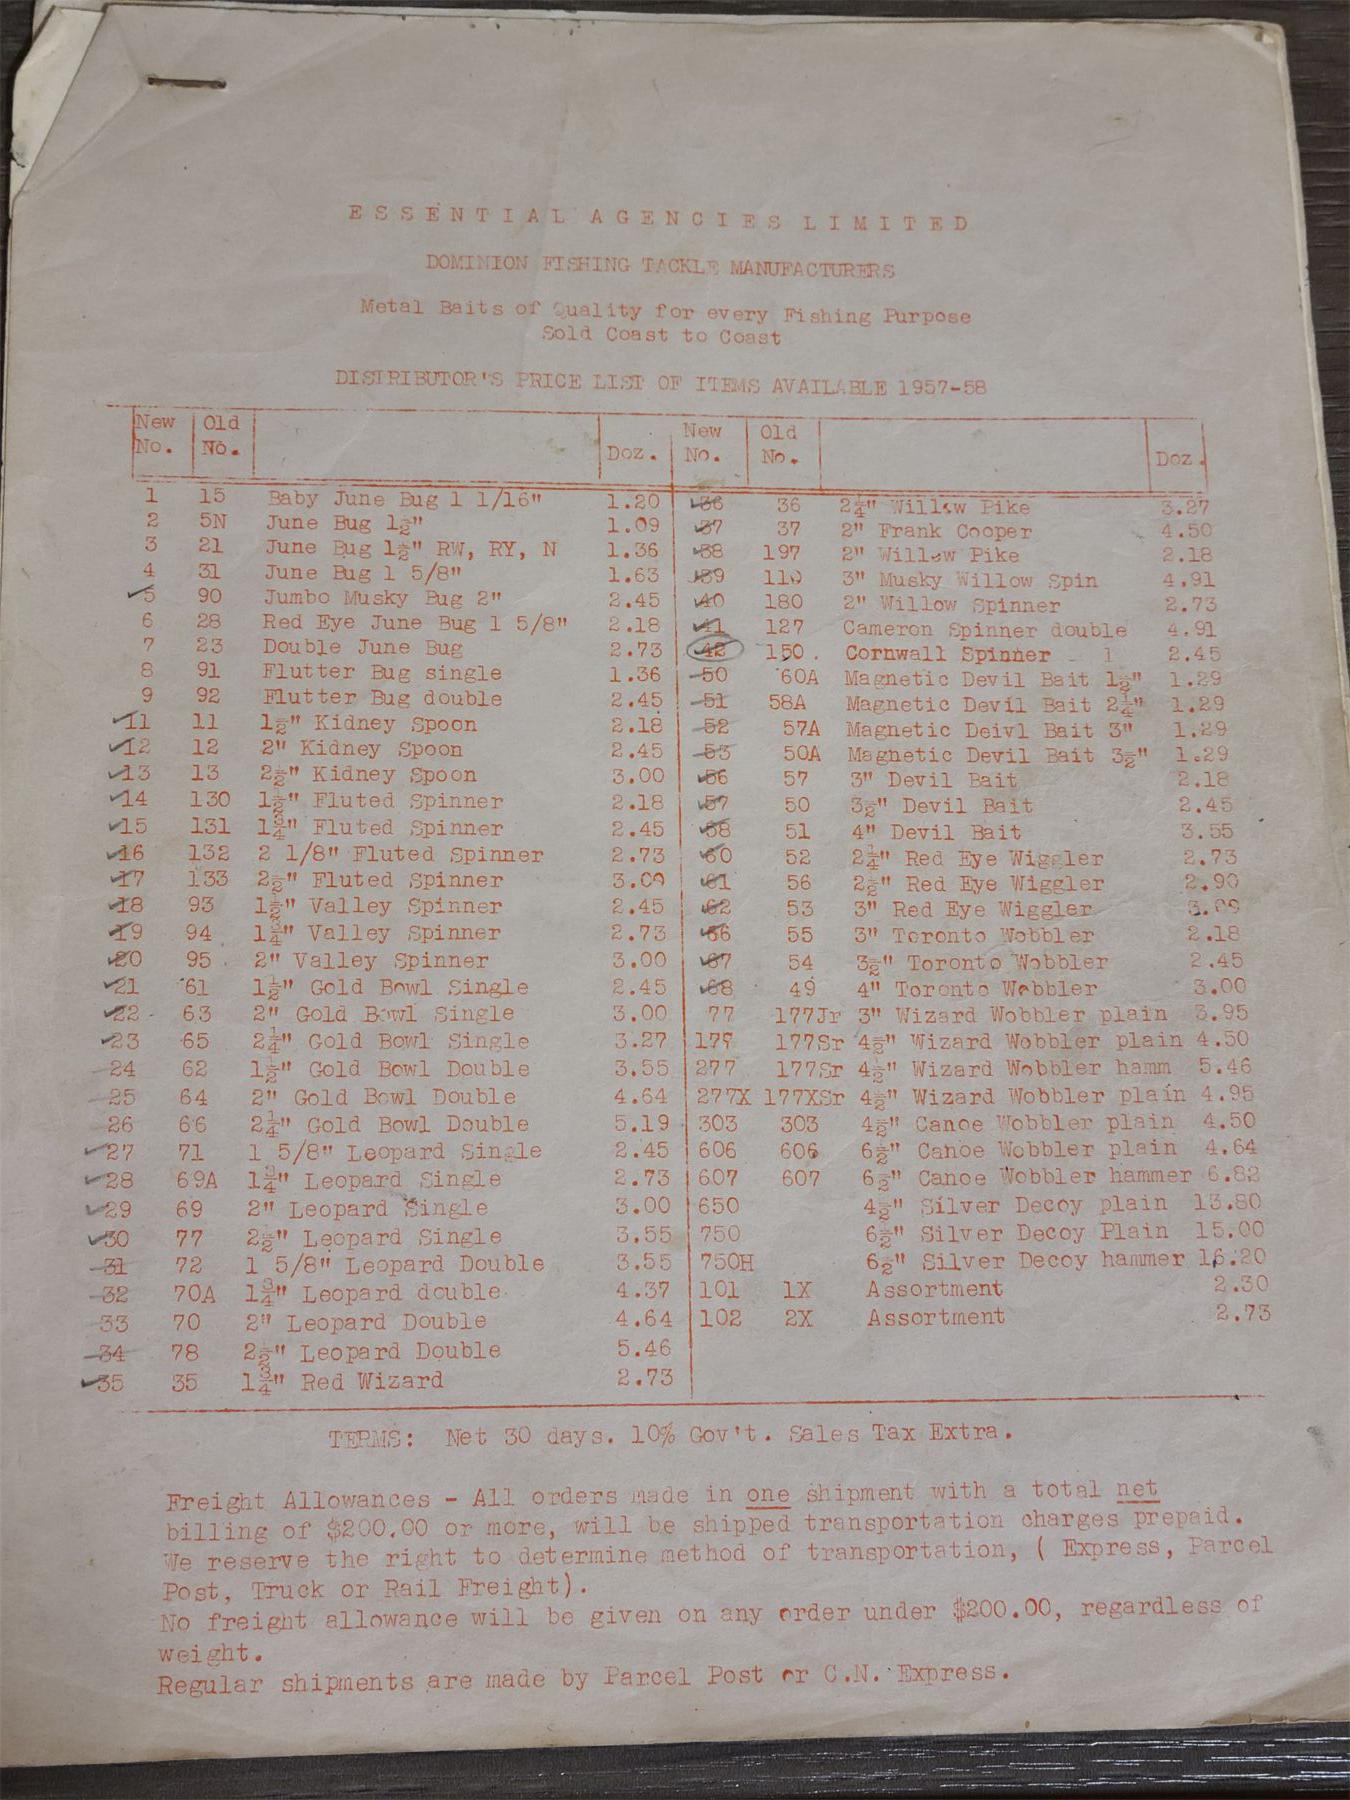 ESSENTIAL AGENCIES LIMITED
DOMINION FISHING TACKLE MANUFACTURERS
Metal Baits of Quality for every Fishing Purpose
Sold Coast to Coast
DISTRIBUTOR'S PRICE LIST OF ITEMS AVAILABLE 1957-58
New No. Old No. Doz. New No. Old No. Doz.
1 15 Baby June Bug 1 1/16" 1.20 36 36 2¼" Willow Pike 3.27
2 5N June Bug 1½" 1.09 37 37 2" Frank Cooper 4.50
3 21 June Bug 1½" RW, RY, N 1.36 38 197 2" Willow Pike 2.18
4 31 June Bug 1 5/8" 1.63 39 110 3" Musky Willow Spin 4.91
5 90 Jumbo Musky Bug 2" 2.45 40 180 2" Willow Spinner 2.73
6 28 Red Eye June Bug 1 5/8" 2.18 41 127 Cameron Spinner double 4.91
7 23 Double June Bug 2.73 42 150. Cornwall Spinner 1 2.45
8 91 Flutter Bug single 1.36 50 60A Magnetic Devil Bait 1½" 1.29
9 92 Flutter Bug double 2.45 51 58A Magnetic Devil Bait 2¼" 1.29
11 11 1½" Kidney Spoon 2.18 52 57A Magnetic Deivl Bait 3" 1.29
12 12 2" Kidney Spoon 2.45 53 50A Magnetic Devil Bait 3½" 1.29
13 13 2½" Kidney Spoon 3.00 56 57 3" Devil Bait 2.18
14 130 1½" Fluted Spinner 2.18 57 50 3½" Devil Bait 2.45
15 131 1¾" Fluted Spinner 2.45 58 51 4" Devil Bait 3.55
16 132 2 1/8" Fluted Spinner 2.73 60 52 2¼" Red Eye Wiggler 2.73
17 133 2½" Fluted Spinner 3.00 61 56 2½" Red Eye Wiggler 2.90
18 93 1½" Valley Spinner 2.45 62 53 3" Red Eye Wiggler
19 94 1¾" Valley Spinner 2.73 66 55 3" Toronto Wobbler 2.18
20 95 2" Valley Spinner 3.00 67 54 3½" Toronto Wobbler 2.45
21 61 1½" Gold Bowl Single 2.45 68 49 4" Toronto Wobbler 3.00
22 63 2" Gold Bowl Single 3.00 77 177Jr 3" Wizard Wobbler plain 3.95
23 65 2¼" Gold Bowl Single 3.27 177 177Sr 4½" Wizard Wobbler plain 4.50
24 62 1½" Gold Bowl Double 3.55 277 177Sr 4½" Wizard Wobbler hamm 5.46
25 64 2" Gold Bowl Double 4.64 277X 177XSr 4½" Wizard Wobbler plain 4.95
26 66 2¼" Gold Bowl Double 5.19 303 303 4½" Canoe Wobbler plain 4.50
27 71 1 5/8" Leopard Single 2.45 606 606 6½" Canoe Wobbler plain 4.64
28 69A 1¾" Leopard Single 2.73 607 607 6½" Canoe Wobbler hammer 6.82
29 69 2" Leopard Single 3.00 650 4½" Silver Decoy plain 13.80
30 77 2½" Leopard Single 3.55 750 6½" Silver Decoy Plain 15.00
31 72 1 5/8" Leopard Double 3.55 750H 6½" Silver Decoy hammer 16.20
32 70A 1¾" Leopard double 4.37 101 1X Assortment 2.30
33 70 2" Leopard Double 4.64 102 2X Assortment 2.73
34 78 2½" Leopard Double 5.46
35 35 1¾" Red Wizard 2.73
TERMS: Net 30 days. 10% Gov't. Sales Tax Extra.
Freight Allowances - All orders made in one shipment with a total net
billing of $200.00 or more, will be shipped transportation charges prepaid.
We reserve the right to determine method of transportation, ( Express, Parcel
Post, Truck or Rail Freight).
No freight allowance will be given on any order under $200.00, regardless of
weight.
Regular shipments are made by Parcel Post or C.N. Express.